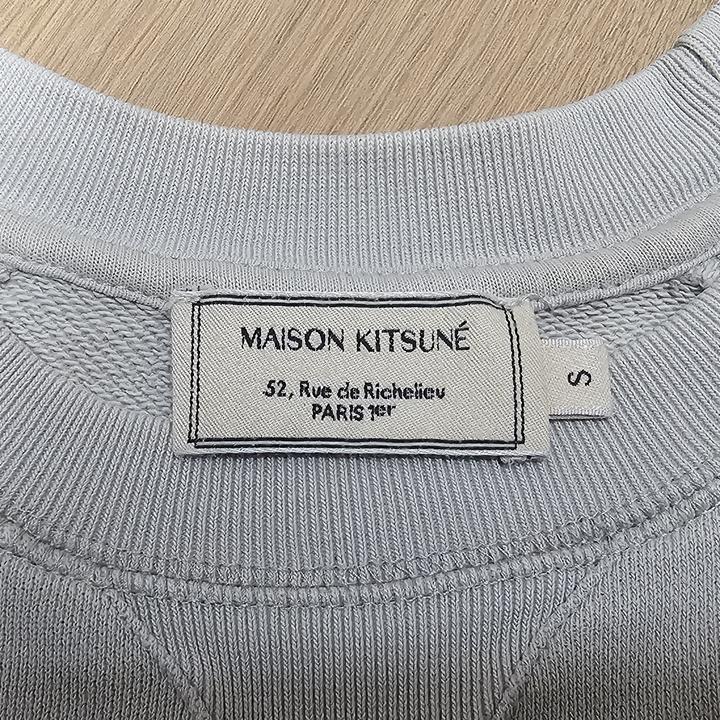 MAISON KITSUNÉ
52, Rue de Richelieu
PARIS 1er
S